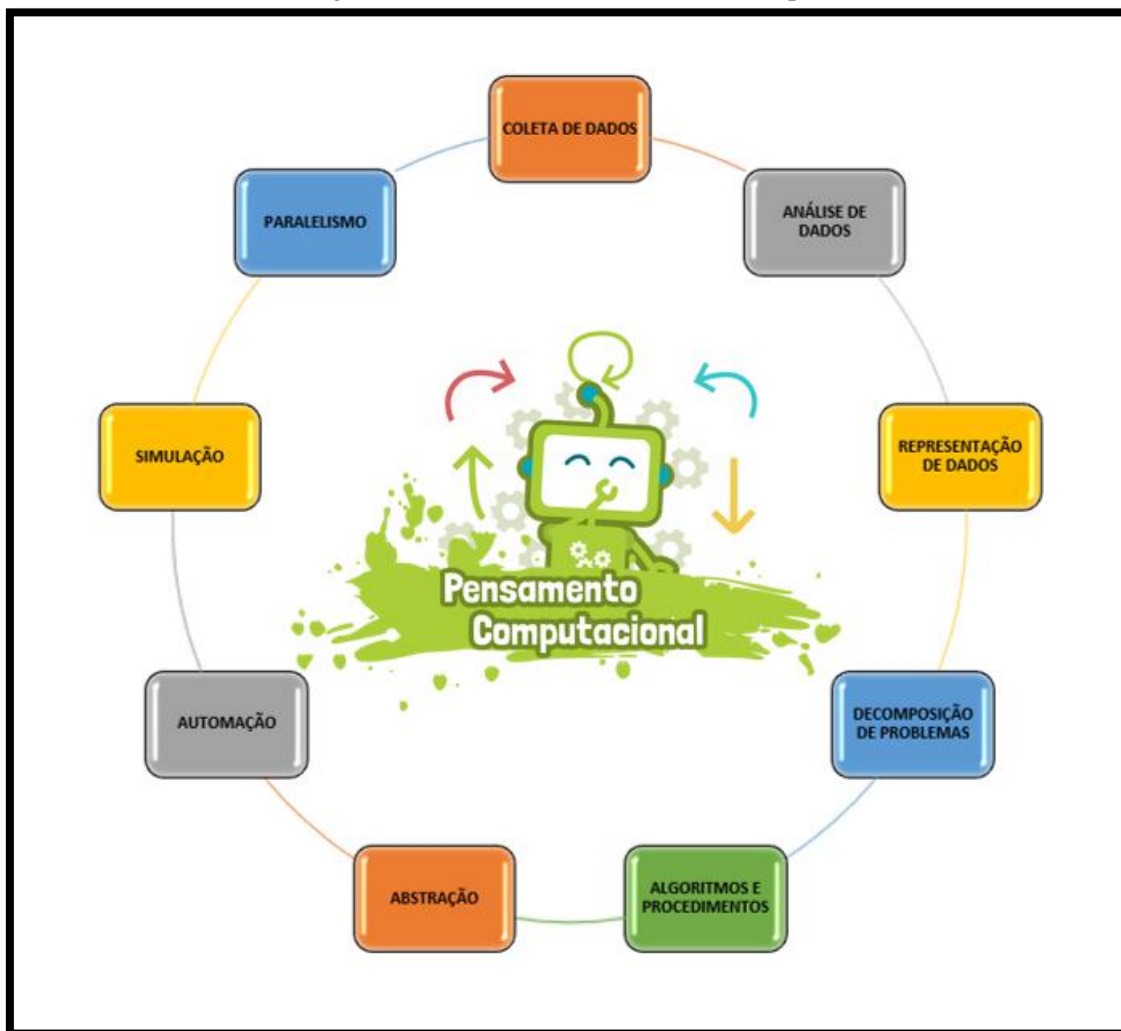 COLETA DE DADOS
ANÁLISE DE
DADOS
REPRESENTAÇÃO
DE DADOS
DECOMPOSIÇÃO
DE PROBLEMAS
ALGORITMOS E
PROCEDIMENTOS
ABSTRAÇÃO
AUTOMAÇÃO
SIMULAÇÃO
PARALELISMO
Pensamento
Computacional